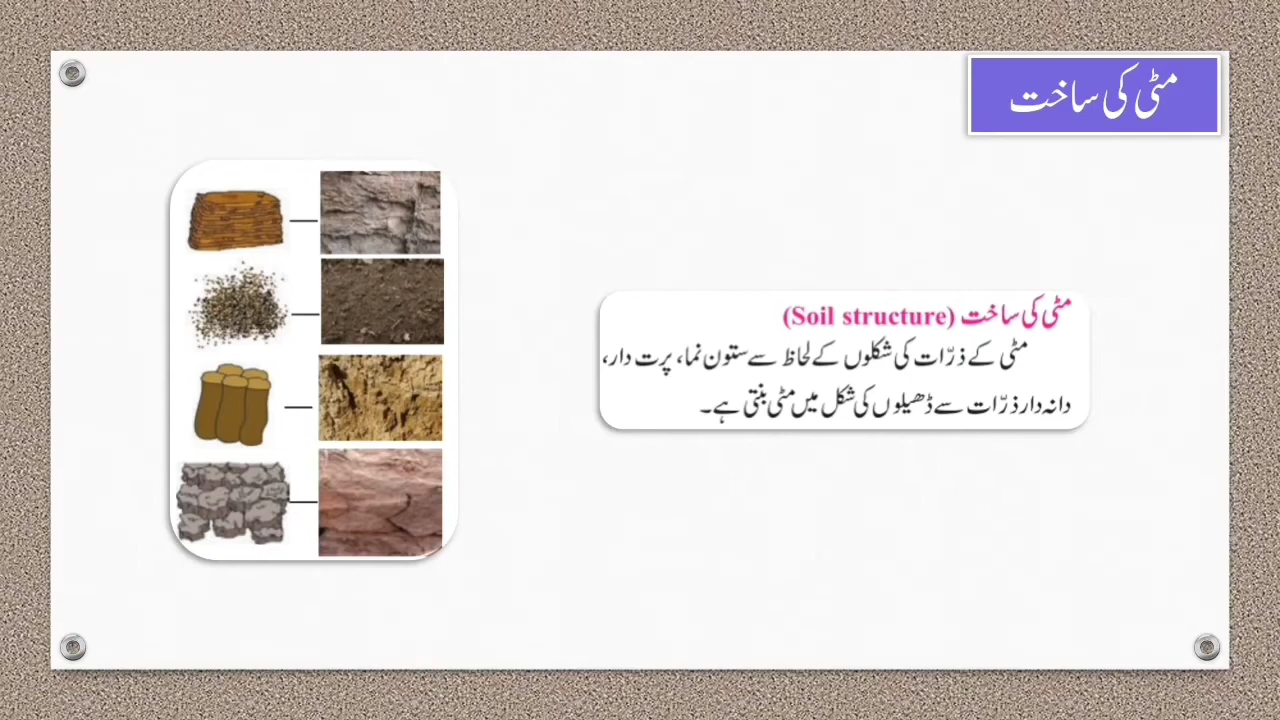 مٹی کی ساخت
مٹی کی ساخت (Soil structure)
مٹی کے ذرّات کی شکلوں کے لحاظ سے ستون نما، پرت دار،
دانہ دار ذرّات سے ڈھیلوں کی شکل میں مٹی بنتی ہے۔